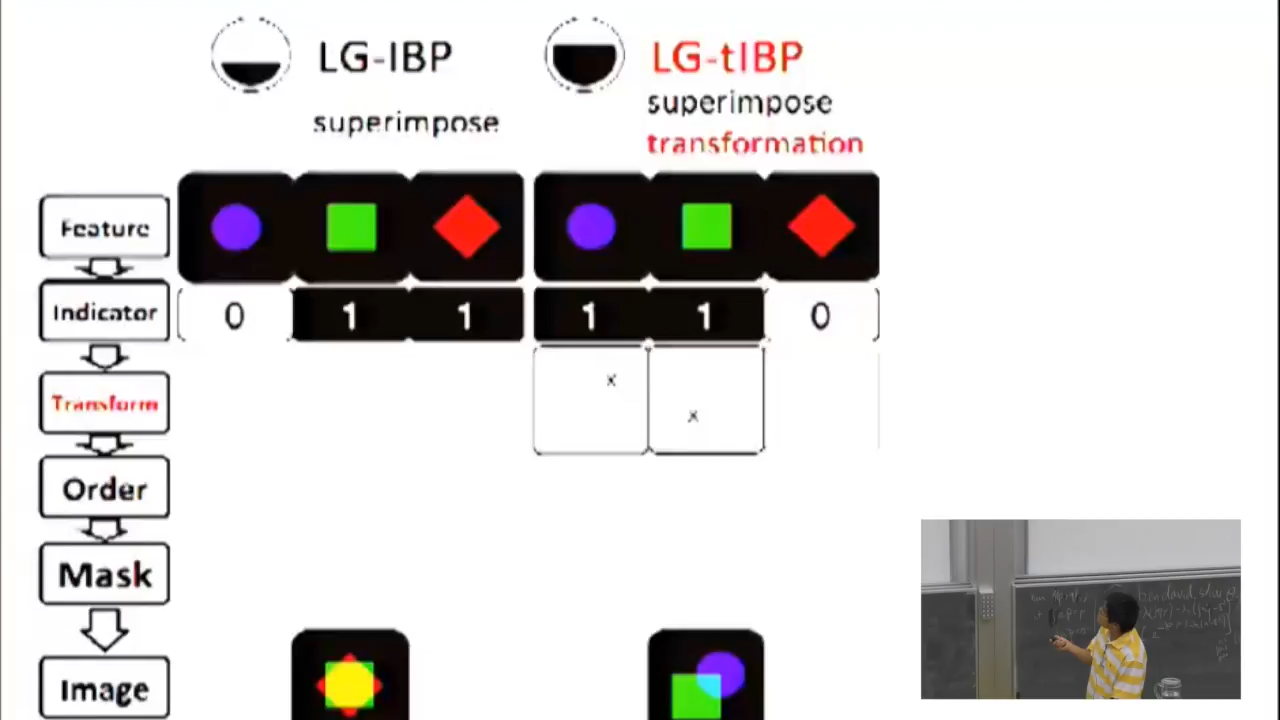 LG-IBP
superimpose
LG-tIBP
superimpose
transformation
Feature
Indicator
0 1 1 1 1 0
Transform
x
x
Order
Mask
Image